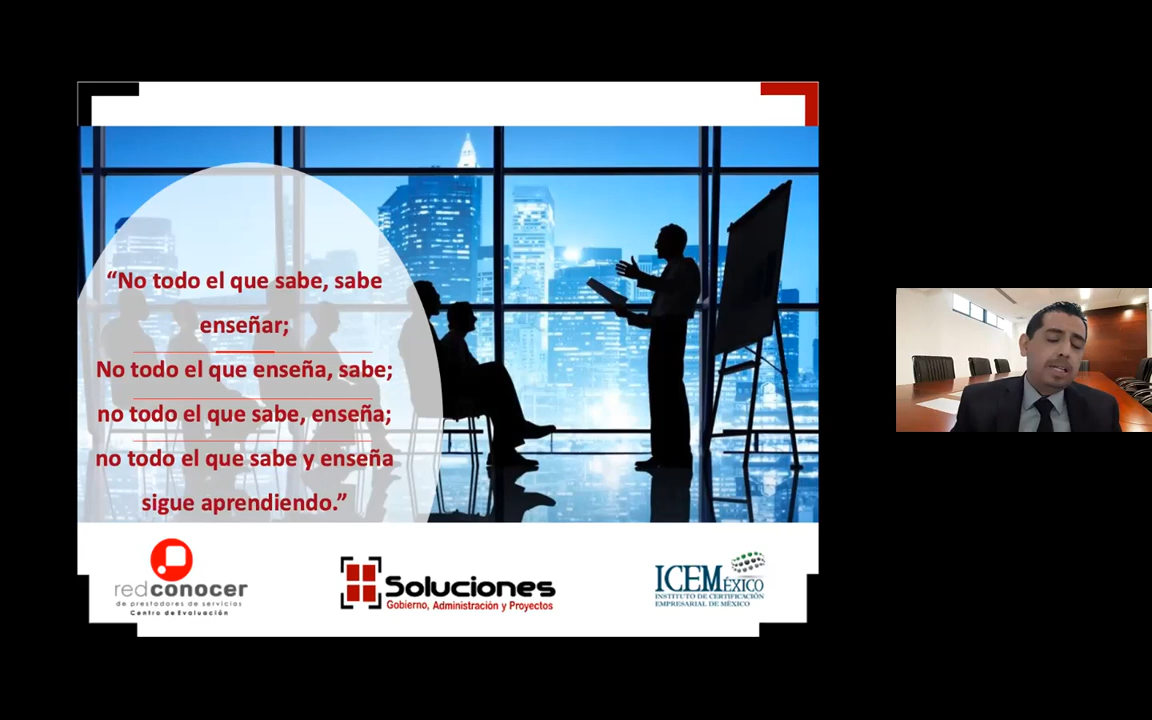 “No todo el que sabe, sabe
enseñar;
No todo el que enseña, sabe;
no todo el que sabe, enseña;
no todo el que sabe y enseña
sigue aprendiendo.”
red conocer
de prestadores de servicios
Centro de Evaluación
Soluciones
Gobierno, Administración y Proyectos
ICEMÉXICO
INSTITUTO DE CERTIFICACIÓN
EMPRESARIAL DE MÉXICO